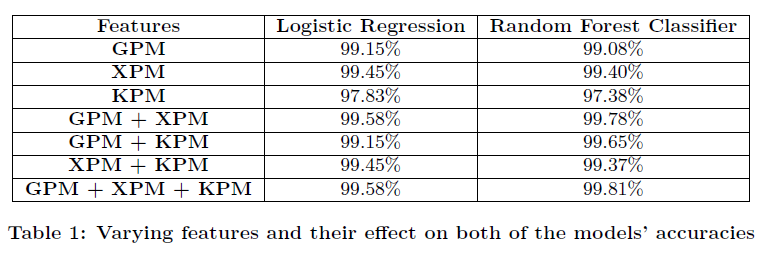 Features Logistic Regression Random Forest Classifier
GPM 99.15% 99.08%
XPM 99.45% 99.40%
KPM 97.83% 97.38%
GPM + XPM 99.58% 99.78%
GPM + KPM 99.15% 99.65%
XPM + KPM 99.45% 99.37%
GPM + XPM + KPM 99.58% 99.81%
Table 1: Varying features and their effect on both of the models' accuracies